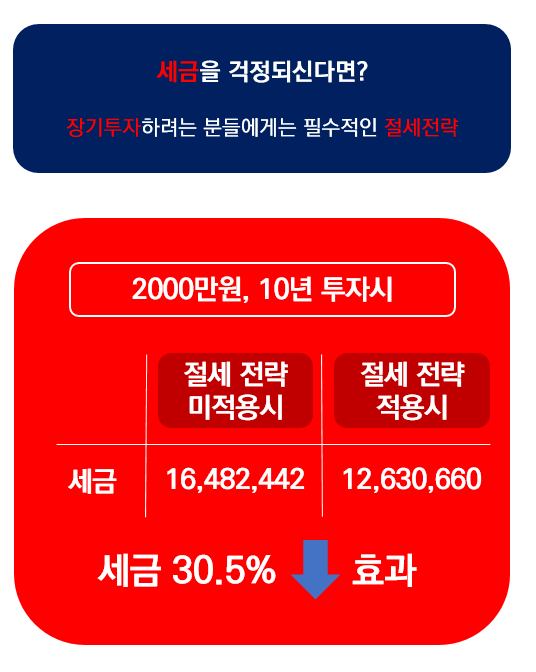 세금을 걱정되신다면?
장기투자하려는 분들에게는 필수적인 절세전략
2000만원, 10년 투자시
절세 전략 절세 전략
미적용시 적용시
세금 16,482,442 12,630,660
세금 30.5% 효과